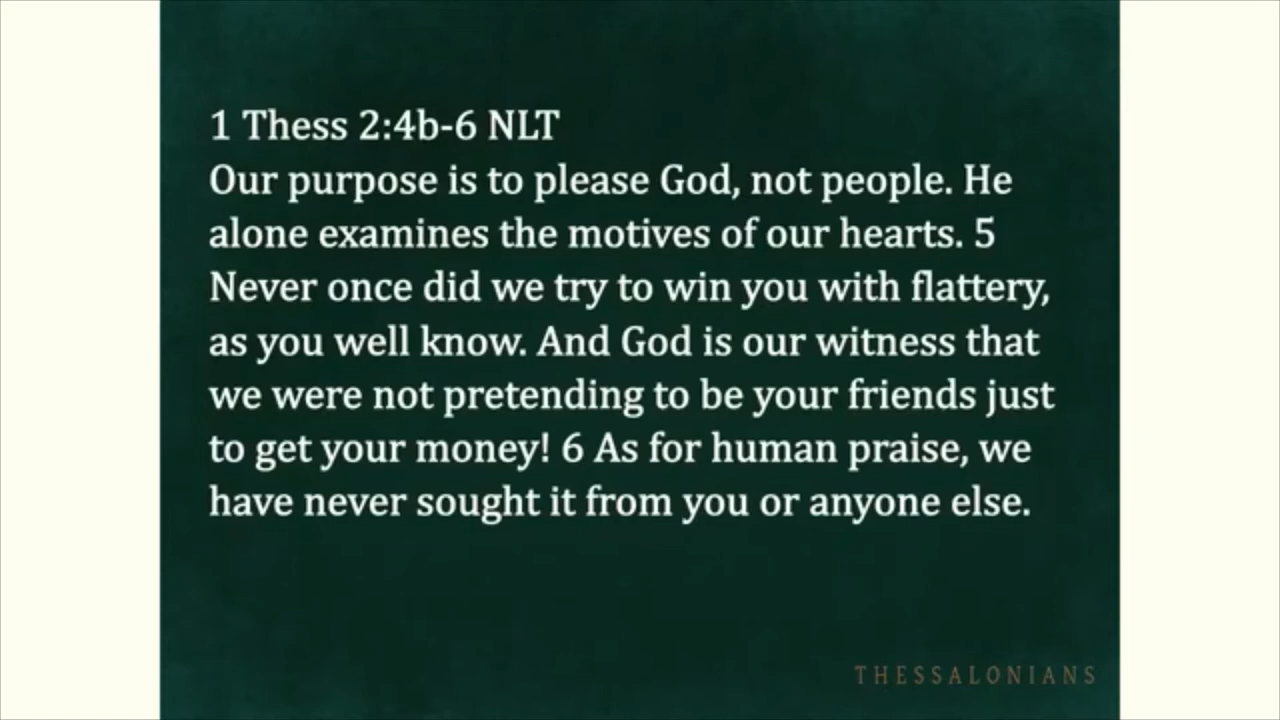 1 Thess 2:4b-6 NLT
Our purpose is to please God, not people. He
alone examines the motives of our hearts. 5
Never once did we try to win you with flattery,
as you well know. And God is our witness that
we were not pretending to be your friends just
to get your money! 6 As for human praise, we
have never sought it from you or anyone else.
THESSALONIANS